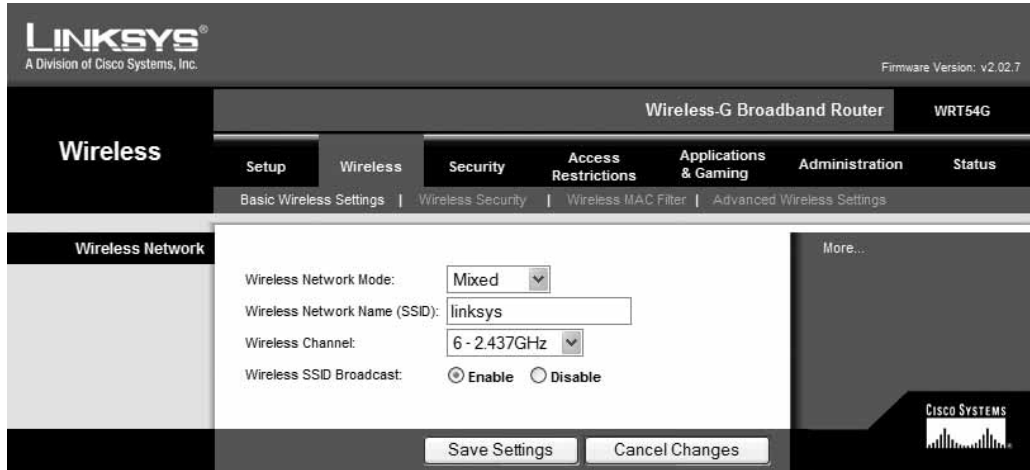 LINKSYS®
A Division of Cisco Systems, Inc.
Firmware Version: v2.02.7
Wireless-G Broadband Router WRT54G
Wireless
Setup Wireless Security Access Restrictions Applications & Gaming Administration Status
Basic Wireless Settings | Wireless Security | Wireless MAC Filter | Advanced Wireless Settings
Wireless Network
More...
Wireless Network Mode: Mixed
Wireless Network Name (SSID): linksys
Wireless Channel: 6 - 2.437GHz
Wireless SSID Broadcast: Enable Disable
CISCO SYSTEMS
Save Settings Cancel Changes